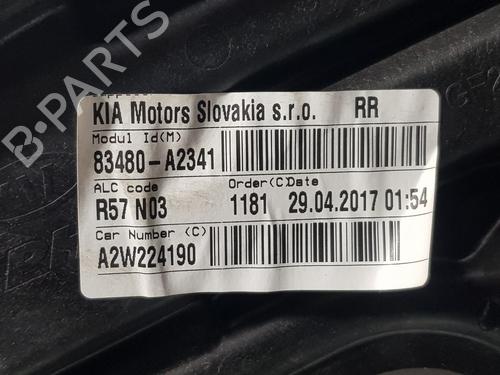 KIA Motors Slovakia s.r.o. RR
Modul Id(M)
83480-A2341
ALC code Order(C)Date
R57 N03 1181 29.04.2017 01:54
Car Number (C)
A2W224190